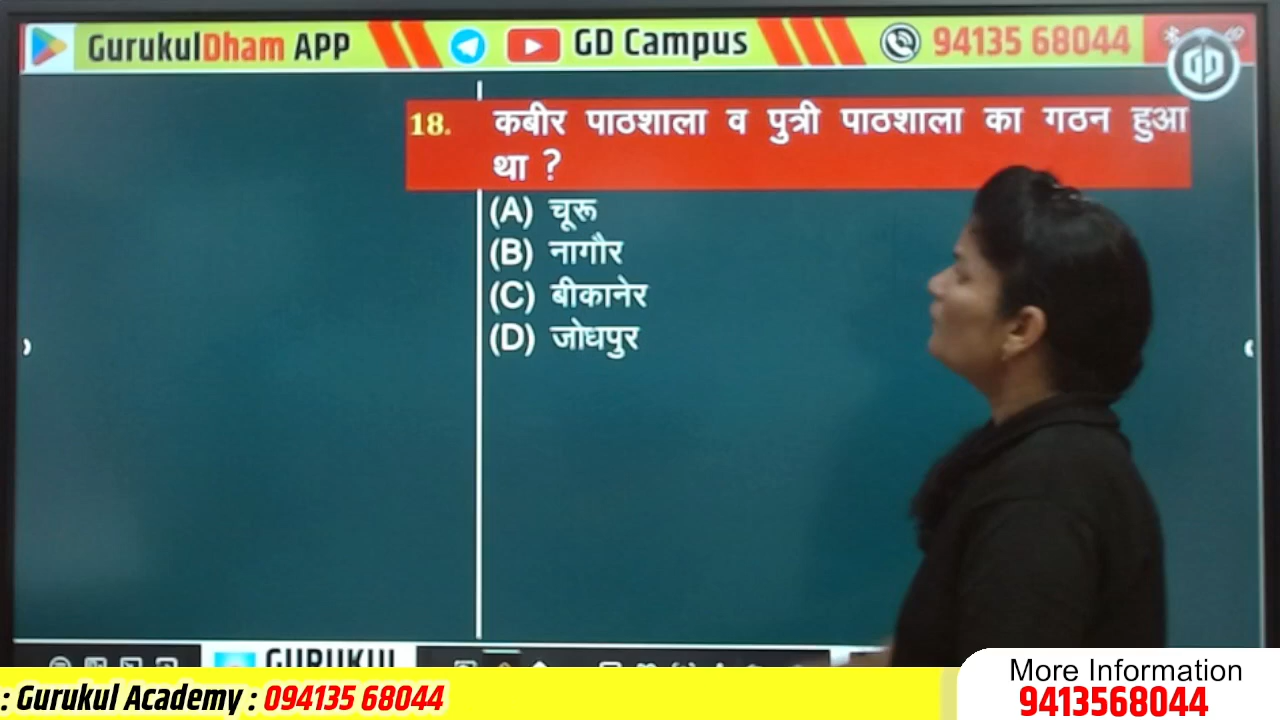 GurukulDham APP
GD Campus
94135 68044
18. कबीर पाठशाला व पुत्री पाठशाला का गठन हुआ
था ?
(A) चूरू
(B) नागौर
(C) बीकानेर
(D) जोधपुर
GURUKUL
: Gurukul Academy : 094135 68044
More Information
9413568044